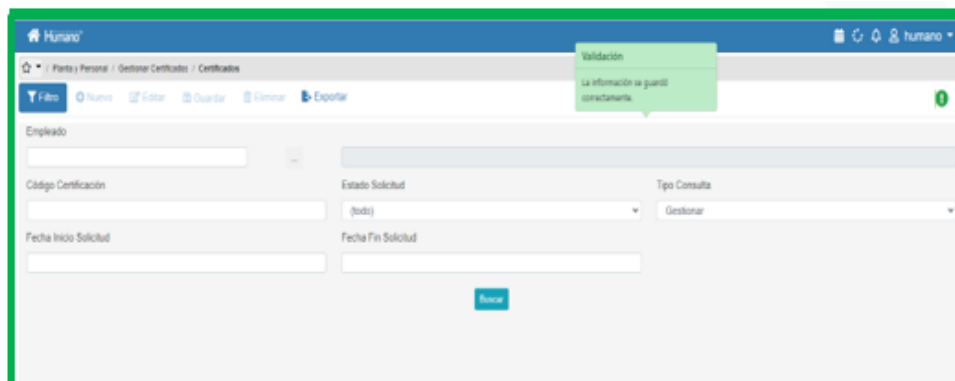 Humano®
humano
/ Planta y Personal / Gestionar Certificados / Certificados
Filtro Nuevo Editar Guardar Eliminar Exportar
Validación
La información se guardó
correctamente.
Empleado
...
Código Certificación Estado Solicitud Tipo Consulta
(todo) Gestionar
Fecha Inicio Solicitud Fecha Fin Solicitud
Buscar